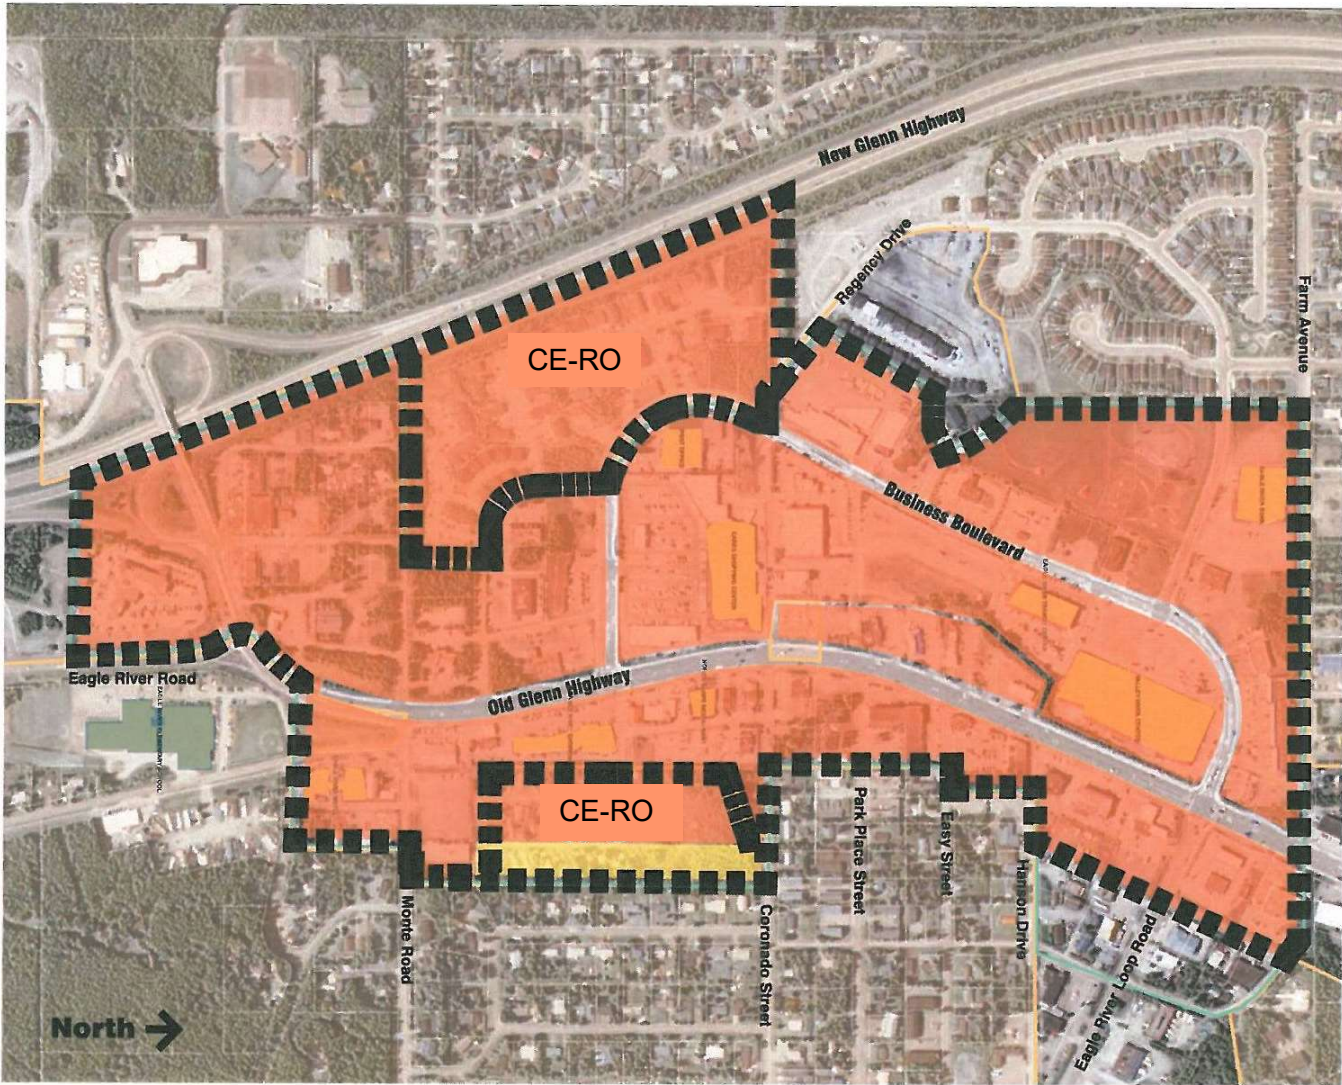 New Glenn Highway
Regency Drive
Farm Avenue
CE-RO
Business Boulevard
Eagle River Road
Old Glenn Highway
CE-RO
Park Place Street
Easy Street
Hanson Drive
Monte Road
Coronado Street
Eagle River Loop Road
North